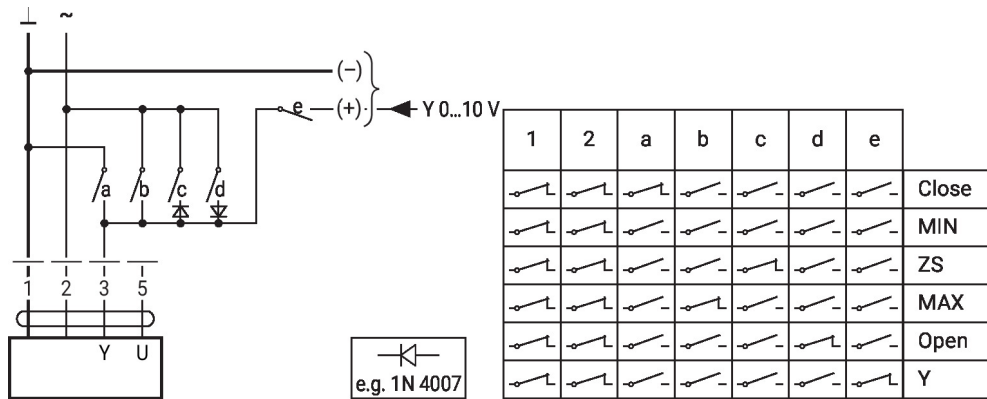 ⊥ ~
(–)
e (+) Y 0...10 V
a b c d
1 2 3 5
Y U
e.g. 1N 4007
1 2 a b c d e
Close
MIN
ZS
MAX
Open
Y